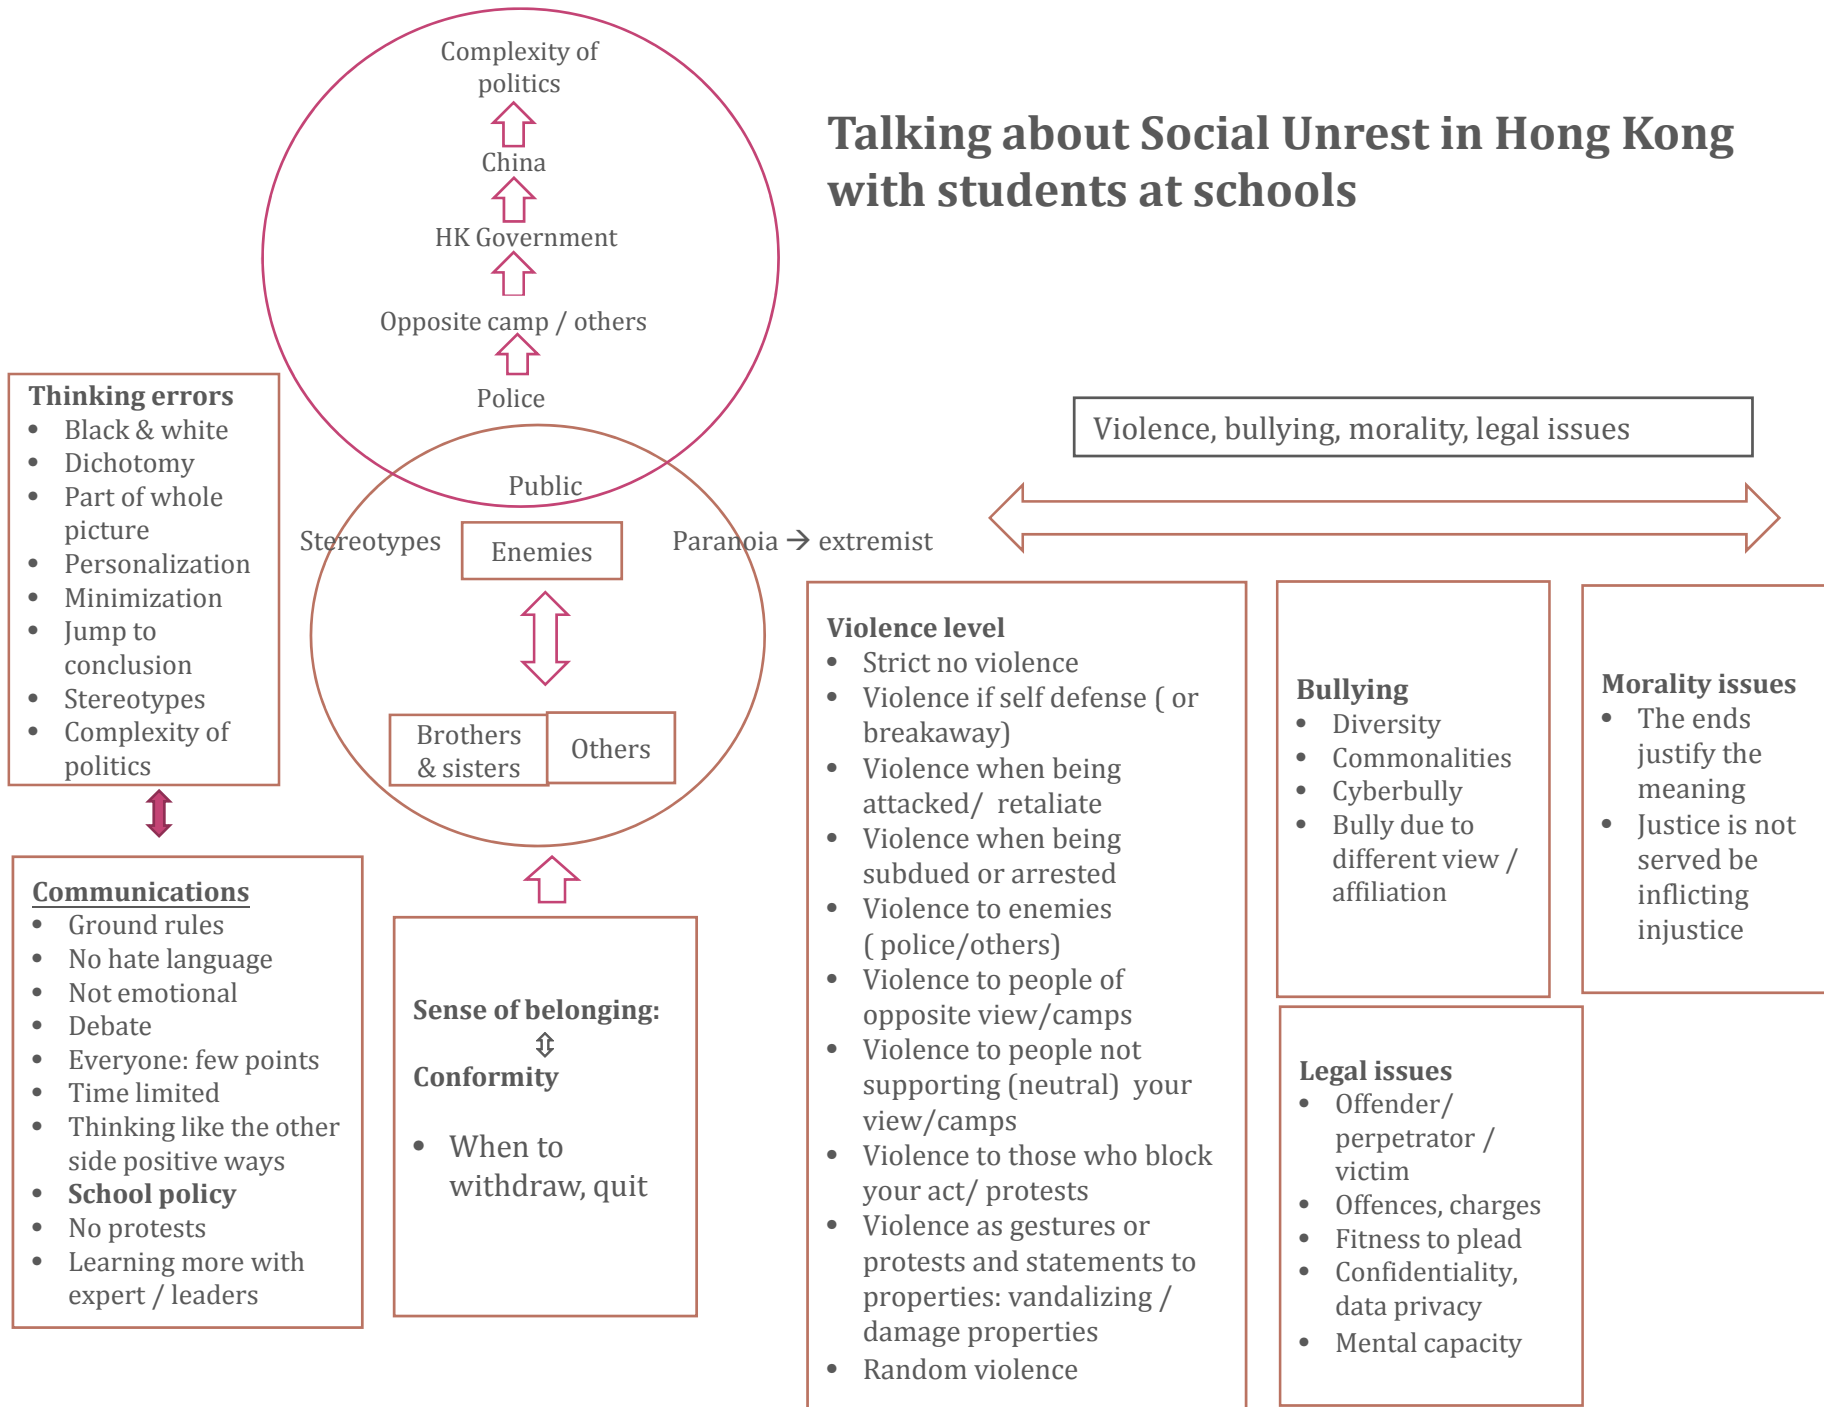 Talking about Social Unrest in Hong Kong
with students at schools
Complexity of
politics
China
HK Government
Opposite camp / others
Police
Public
Stereotypes
Enemies
Paranoia → extremist
Brothers
& sisters
Others
Thinking errors
• Black & white
• Dichotomy
• Part of whole
picture
• Personalization
• Minimization
• Jump to
conclusion
• Stereotypes
• Complexity of
politics
Communications
• Ground rules
• No hate language
• Not emotional
• Debate
• Everyone: few points
• Time limited
• Thinking like the other
side positive ways
• School policy
• No protests
• Learning more with
expert / leaders
Sense of belonging:
⇕
Conformity
• When to
withdraw, quit
Violence, bullying, morality, legal issues
Violence level
• Strict no violence
• Violence if self defense ( or
breakaway)
• Violence when being
attacked/ retaliate
• Violence when being
subdued or arrested
• Violence to enemies
( police/others)
• Violence to people of
opposite view/camps
• Violence to people not
supporting (neutral) your
view/camps
• Violence to those who block
your act/ protests
• Violence as gestures or
protests and statements to
properties: vandalizing /
damage properties
• Random violence
Bullying
• Diversity
• Commonalities
• Cyberbully
• Bully due to
different view /
affiliation
Morality issues
• The ends
justify the
meaning
• Justice is not
served be
inflicting
injustice
Legal issues
• Offender/
perpetrator /
victim
• Offences, charges
• Fitness to plead
• Confidentiality,
data privacy
• Mental capacity